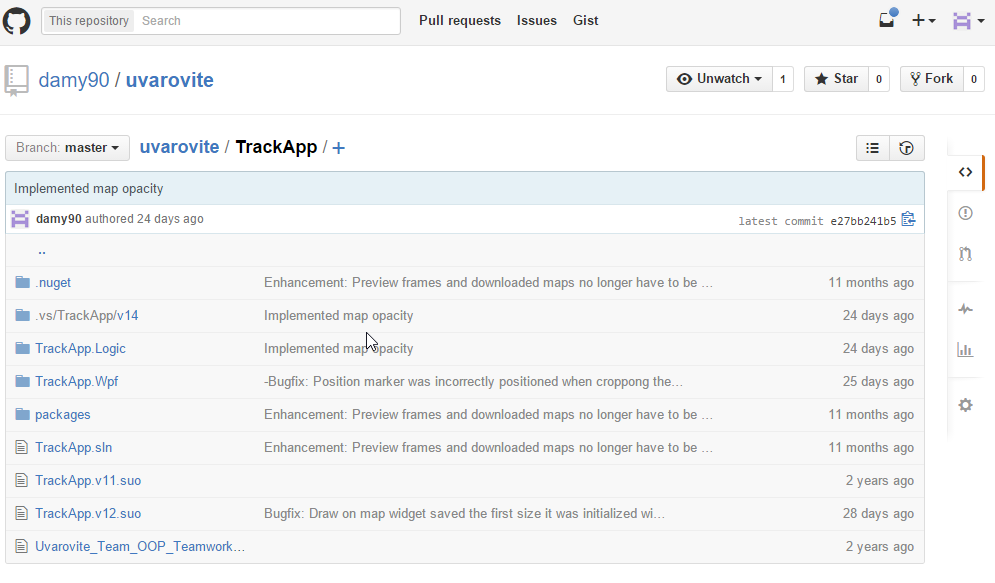 This repository Search Pull requests Issues Gist
damy90 / uvarovite Unwatch 1 Star 0 Fork 0
Branch: master uvarovite / TrackApp / +
Implemented map opacity
damy90 authored 24 days ago latest commit e27bb241b5
..
.nuget Enhancement: Preview frames and downloaded maps no longer have to be … 11 months ago
.vs/TrackApp/v14 Implemented map opacity 24 days ago
TrackApp.Logic Implemented map opacity 24 days ago
TrackApp.Wpf -Bugfix: Position marker was incorrectly positioned when croppong the… 25 days ago
packages Enhancement: Preview frames and downloaded maps no longer have to be … 11 months ago
TrackApp.sln Enhancement: Preview frames and downloaded maps no longer have to be … 11 months ago
TrackApp.v11.suo 2 years ago
TrackApp.v12.suo Bugfix: Draw on map widget saved the first size it was initialized wi… 28 days ago
Uvarovite_Team_OOP_Teamwork… 2 years ago